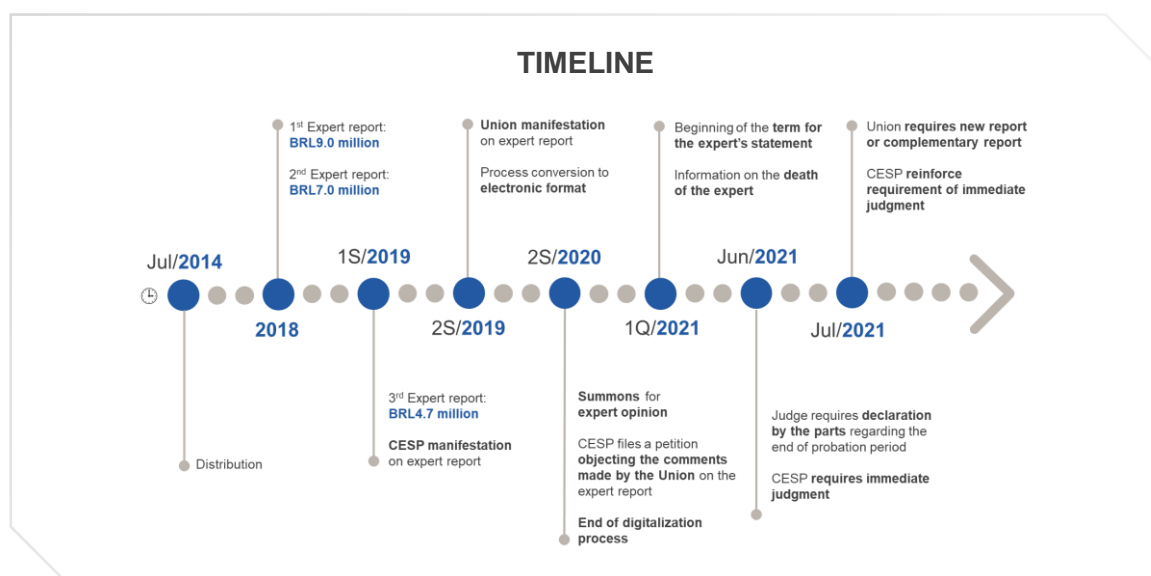 TIMELINE
Jul/2014
Distribution
2018
1st Expert report:
BRL9.0 million
2nd Expert report:
BRL7.0 million
1S/2019
3rd Expert report:
BRL4.7 million
CESP manifestation
on expert report
2S/2019
Union manifestation
on expert report
Process conversion to
electronic format
2S/2020
Summons for
expert opinion
CESP files a petition
objecting the comments
made by the Union on the
expert report
End of digitalization
process
1Q/2021
Beginning of the term for
the expert's statement
Information on the death
of the expert
Jun/2021
Judge requires declaration
by the parts regarding the
end of probation period
CESP requires immediate
judgment
Jul/2021
Union requires new report
or complementary report
CESP reinforce
requirement of immediate
judgment